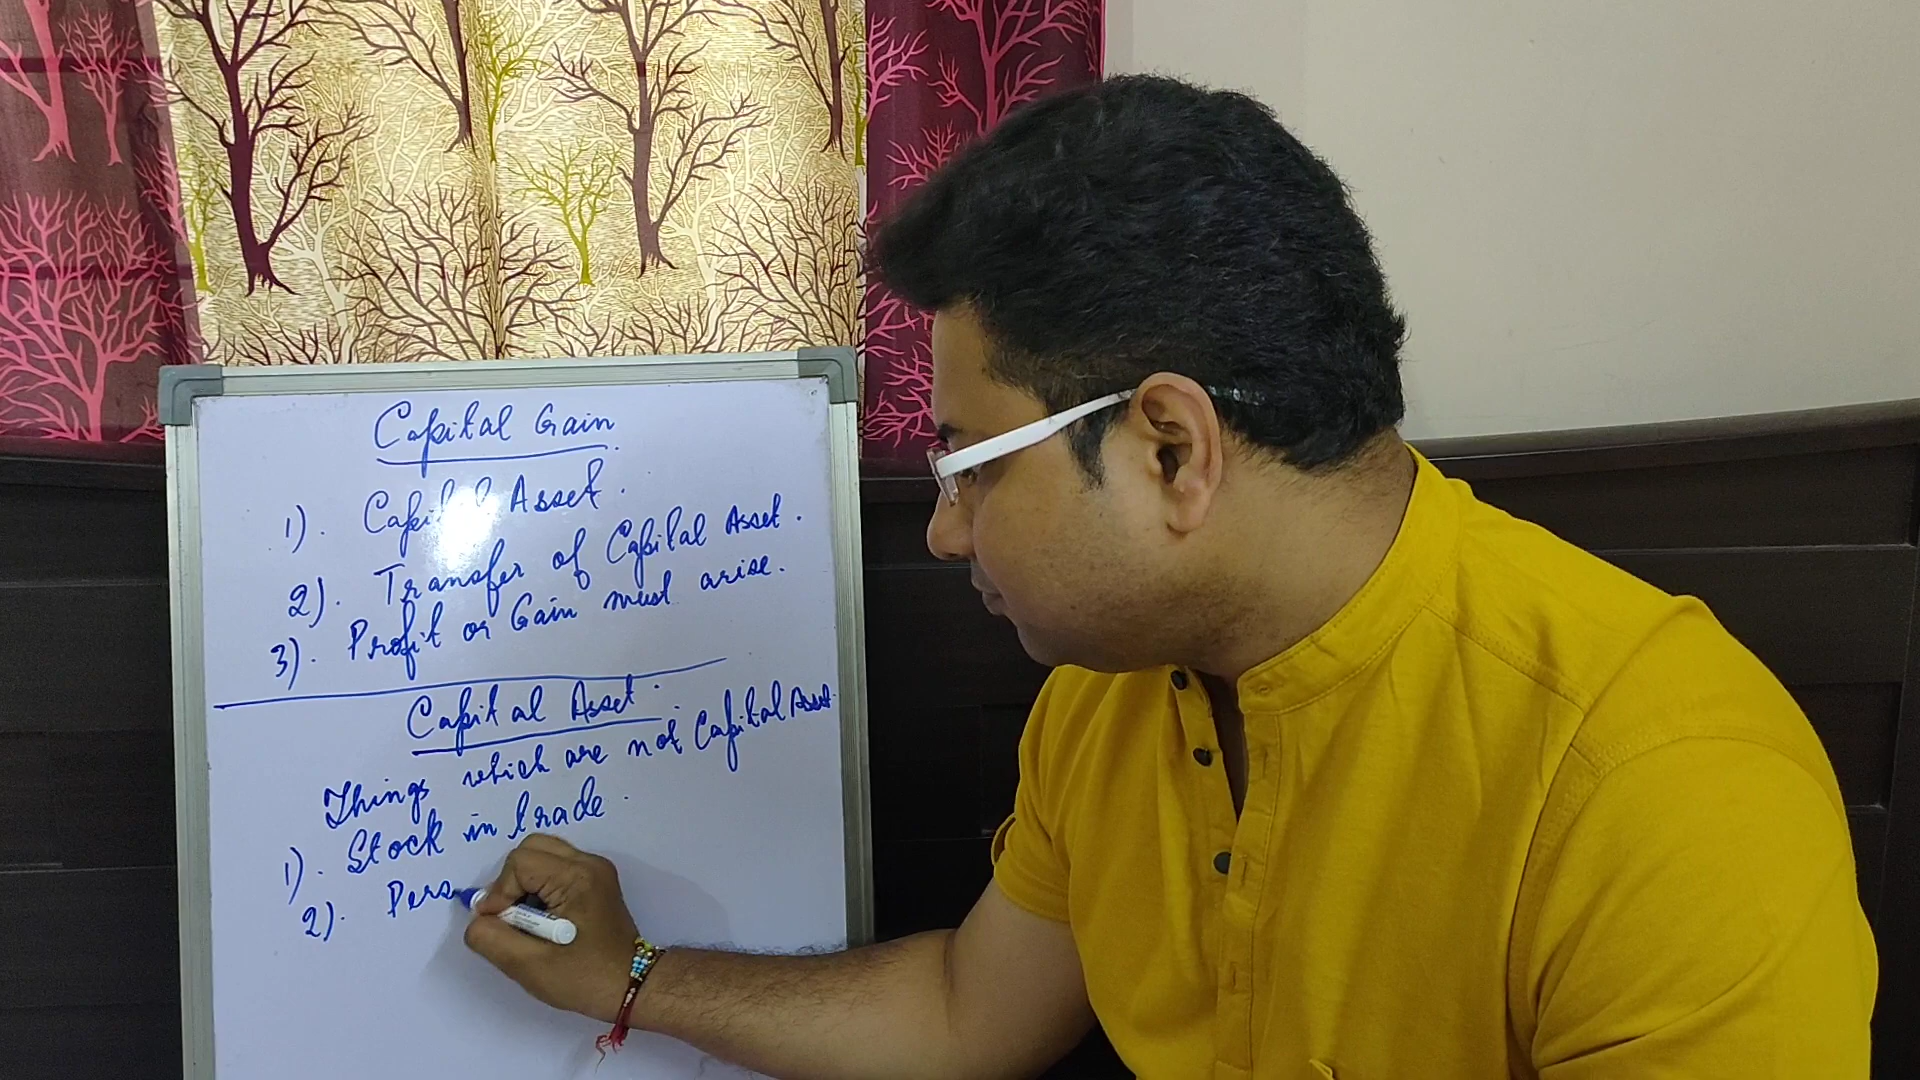 Capital Gain.
1). Capital Asset.
2). Transfer of Capital Asset.
3). Profit or Gain must arise.
Capital Asset.
Things which are not Capital Asset.
1). Stock in trade.
2). Pers